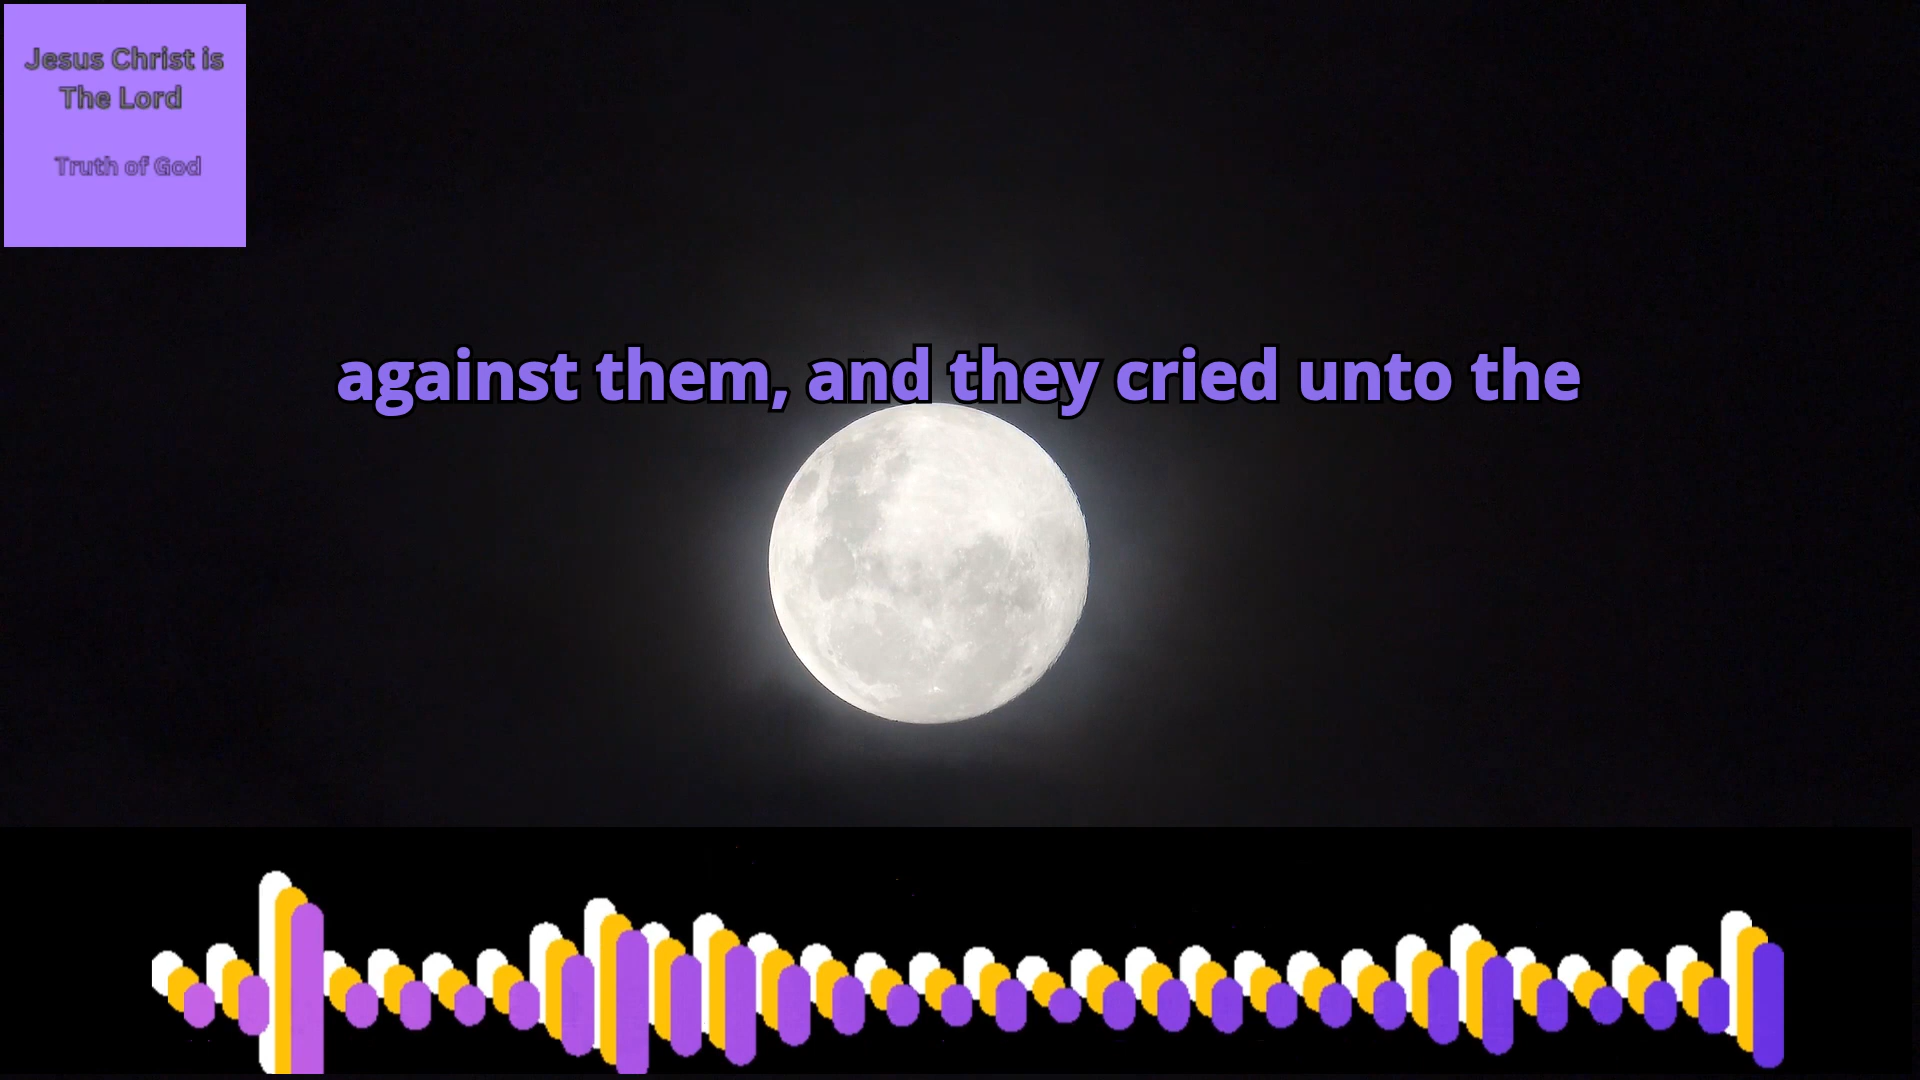 Jesus Christ is
The Lord
Truth of God
against them, and they cried unto the